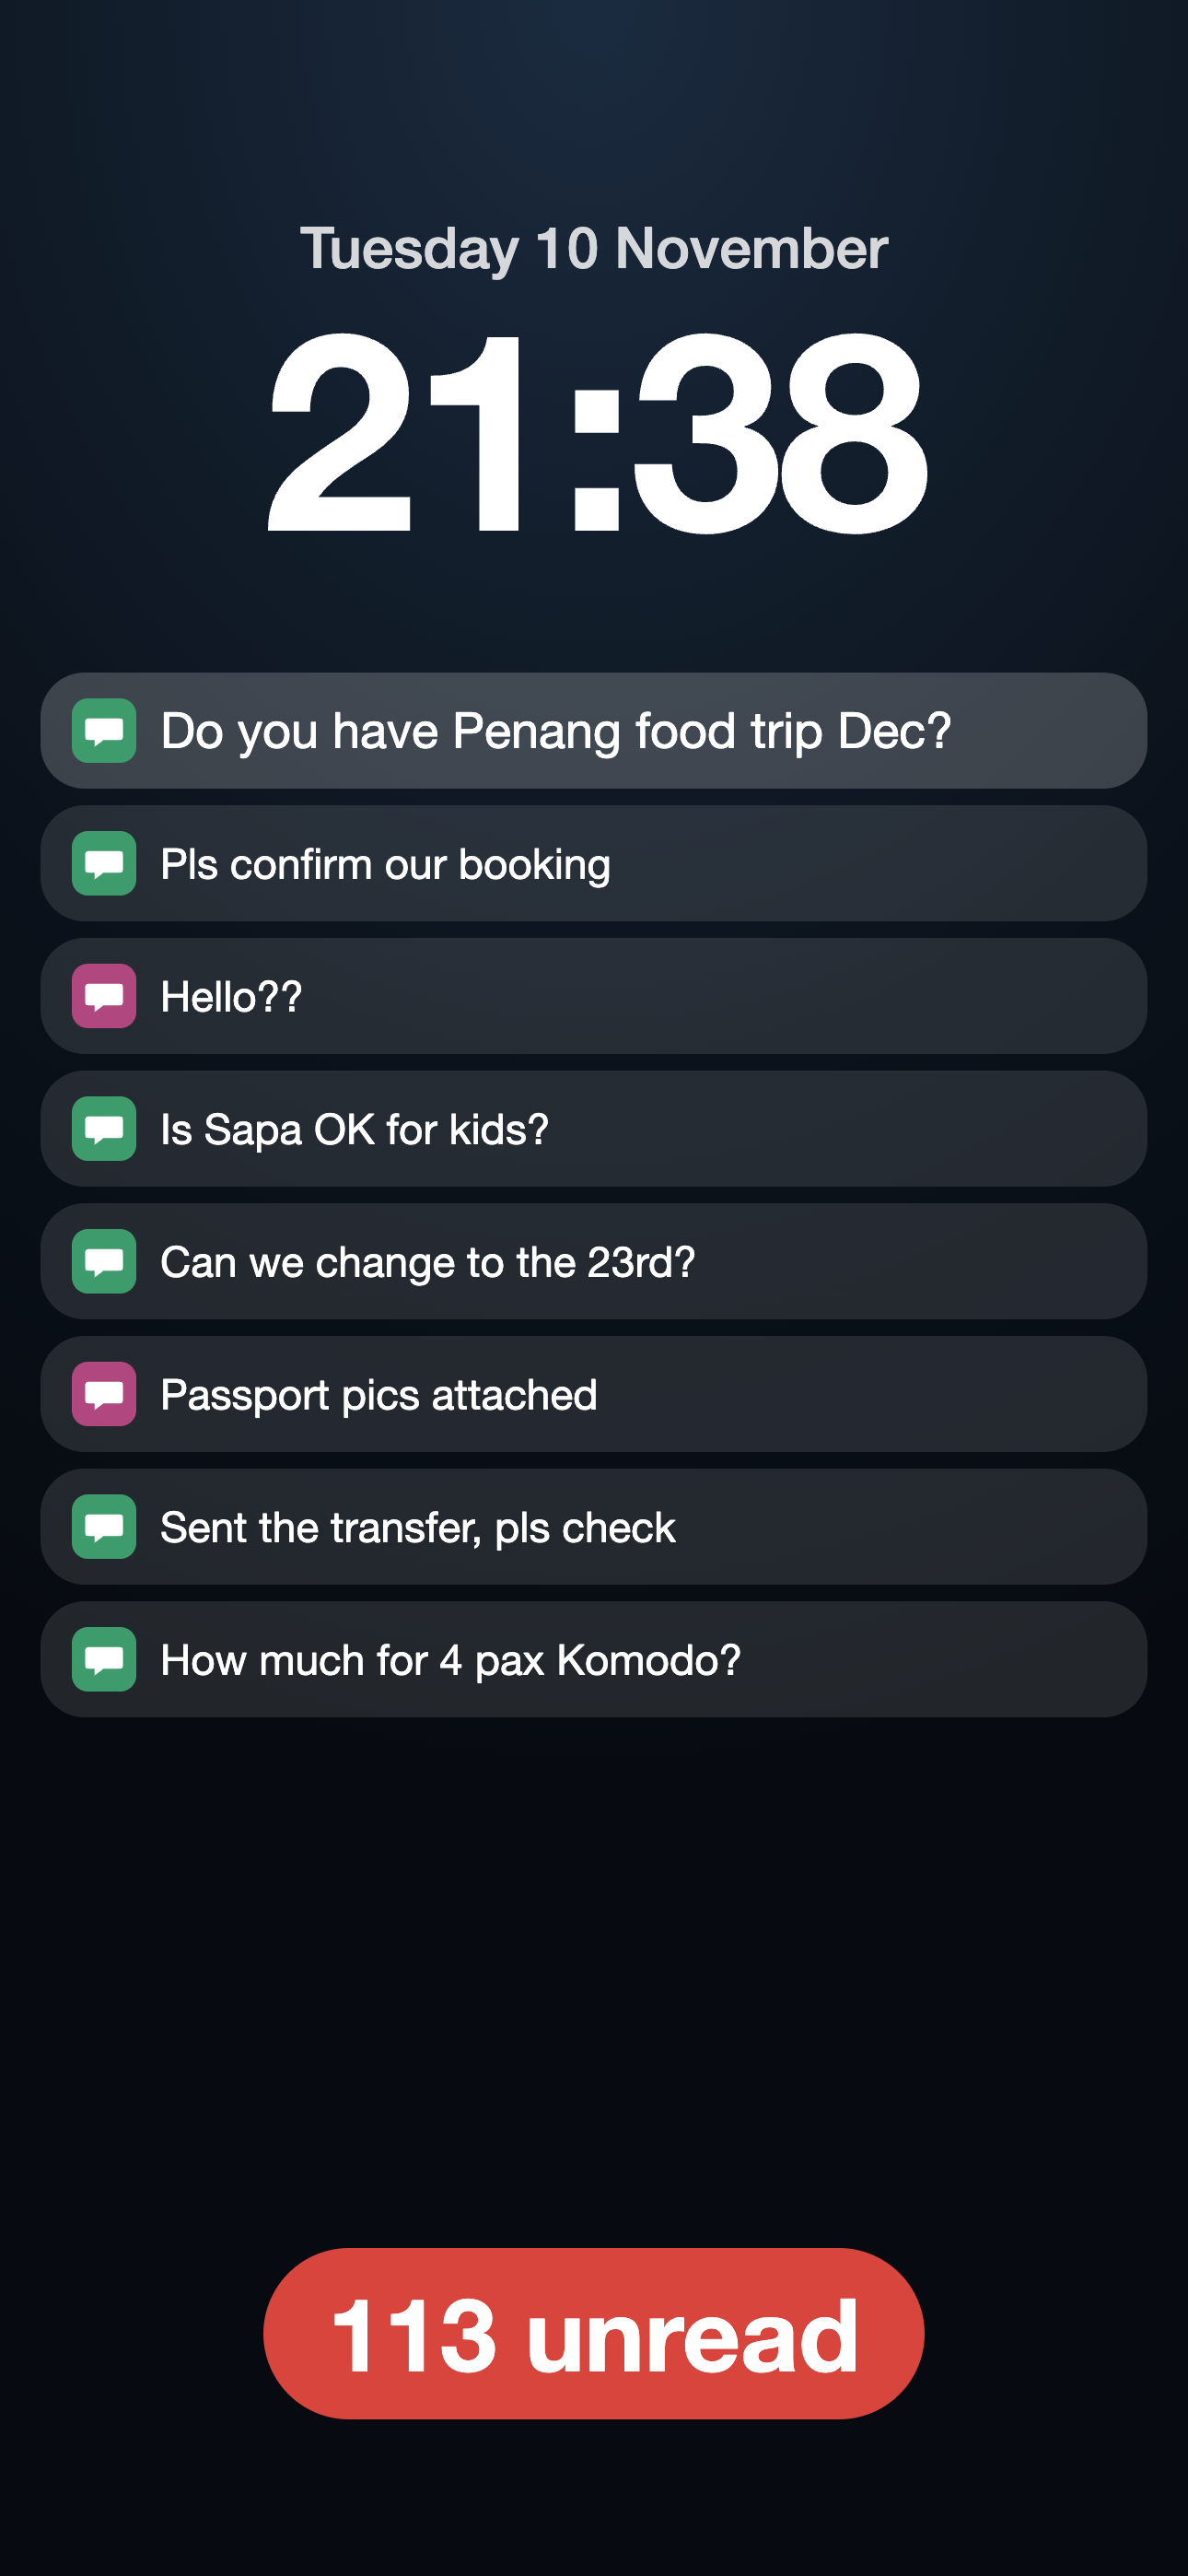 Tuesday 10 November
21:38
Do you have Penang food trip Dec?
Pls confirm our booking
Hello??
Is Sapa OK for kids?
Can we change to the 23rd?
Passport pics attached
Sent the transfer, pls check
How much for 4 pax Komodo?
113 unread